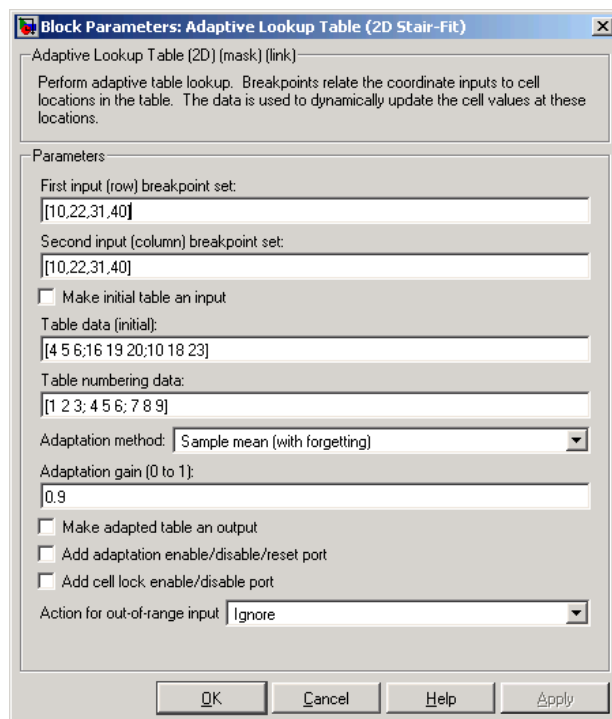 Block Parameters: Adaptive Lookup Table (2D Stair-Fit)
Adaptive Lookup Table (2D) (mask) (link)
Perform adaptive table lookup. Breakpoints relate the coordinate inputs to cell
locations in the table. The data is used to dynamically update the cell values at these
locations.
Parameters
First input (row) breakpoint set:
[10,22,31,40]
Second input (column) breakpoint set:
[10,22,31,40]
Make initial table an input
Table data (initial):
[4 5 6;16 19 20;10 18 23]
Table numbering data:
[1 2 3; 4 5 6; 7 8 9]
Adaptation method: Sample mean (with forgetting)
Adaptation gain (0 to 1):
0.9
Make adapted table an output
Add adaptation enable/disable/reset port
Add cell lock enable/disable port
Action for out-of-range input Ignore
OK Cancel Help Apply